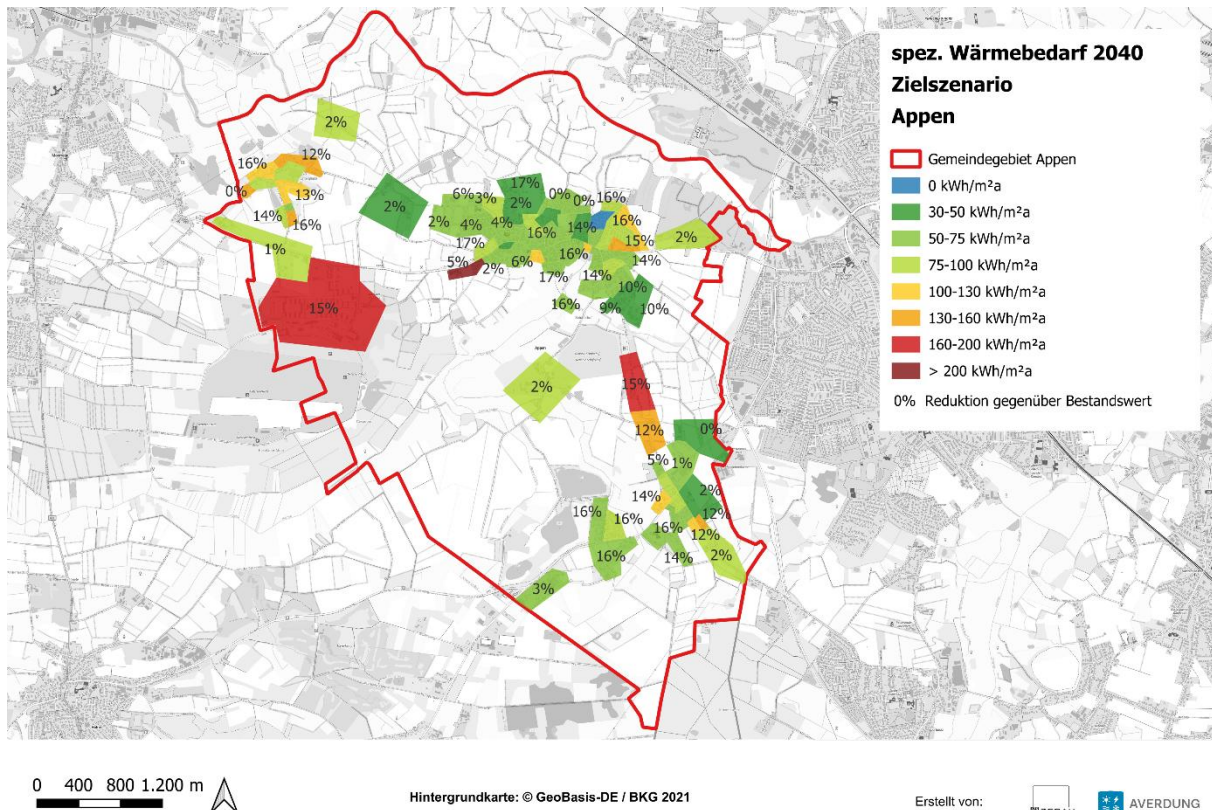 spez. Wärmebedarf 2040
Zielszenario
Appen
Gemeindegebiet Appen
0 kWh/m²a
30-50 kWh/m²a
50-75 kWh/m²a
75-100 kWh/m²a
100-130 kWh/m²a
130-160 kWh/m²a
160-200 kWh/m²a
> 200 kWh/m²a
0% Reduktion gegenüber Bestandswert
2%
16% 12%
0% 13%
14% 16%
1%
15%
2%
6% 3% 17% 0% 0% 16%
2% 4% 4% 2% 16% 14% 16%
17% 16% 15% 2%
5% 2% 6% 17% 14% 14%
16% 10%
9% 10%
2%
15%
12% 0%
5% 1%
14% 2%
16% 16% 16% 12%
12%
16% 14% 2%
3%
0 400 800 1.200 m
Hintergrundkarte: © GeoBasis-DE / BKG 2021
Erstellt von:
AVERDUNG